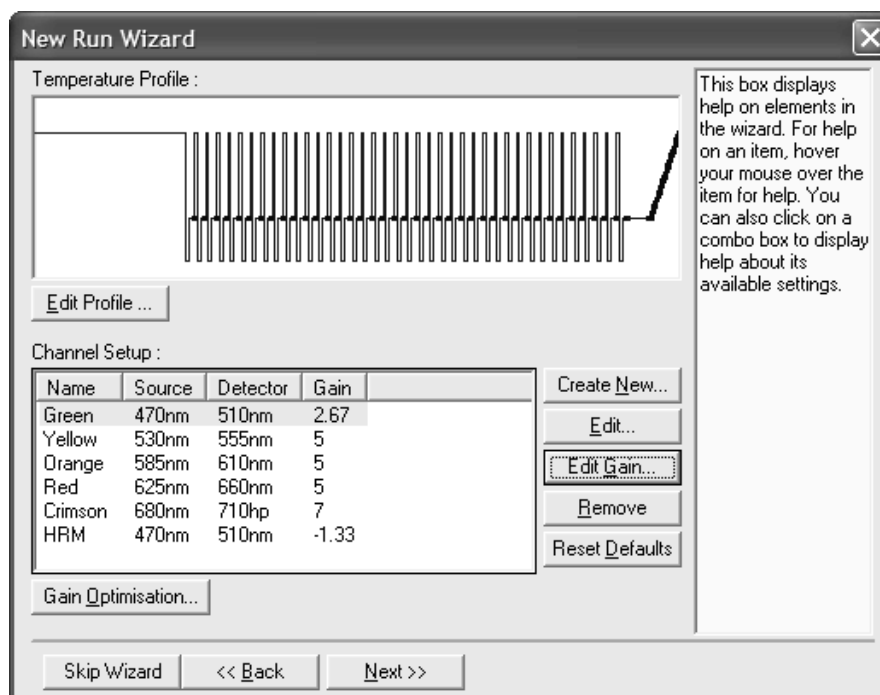 New Run Wizard
Temperature Profile :
Edit Profile ...
Channel Setup :
Name Source Detector Gain
Green 470nm 510nm 2.67
Yellow 530nm 555nm 5
Orange 585nm 610nm 5
Red 625nm 660nm 5
Crimson 680nm 710hp 7
HRM 470nm 510nm -1.33
Create New...
Edit...
Edit Gain...
Remove
Reset Defaults
Gain Optimisation...
Skip Wizard
<< Back
Next >>
This box displays
help on elements in
the wizard. For help
on an item, hover
your mouse over the
item for help. You
can also click on a
combo box to display
help about its
available settings.